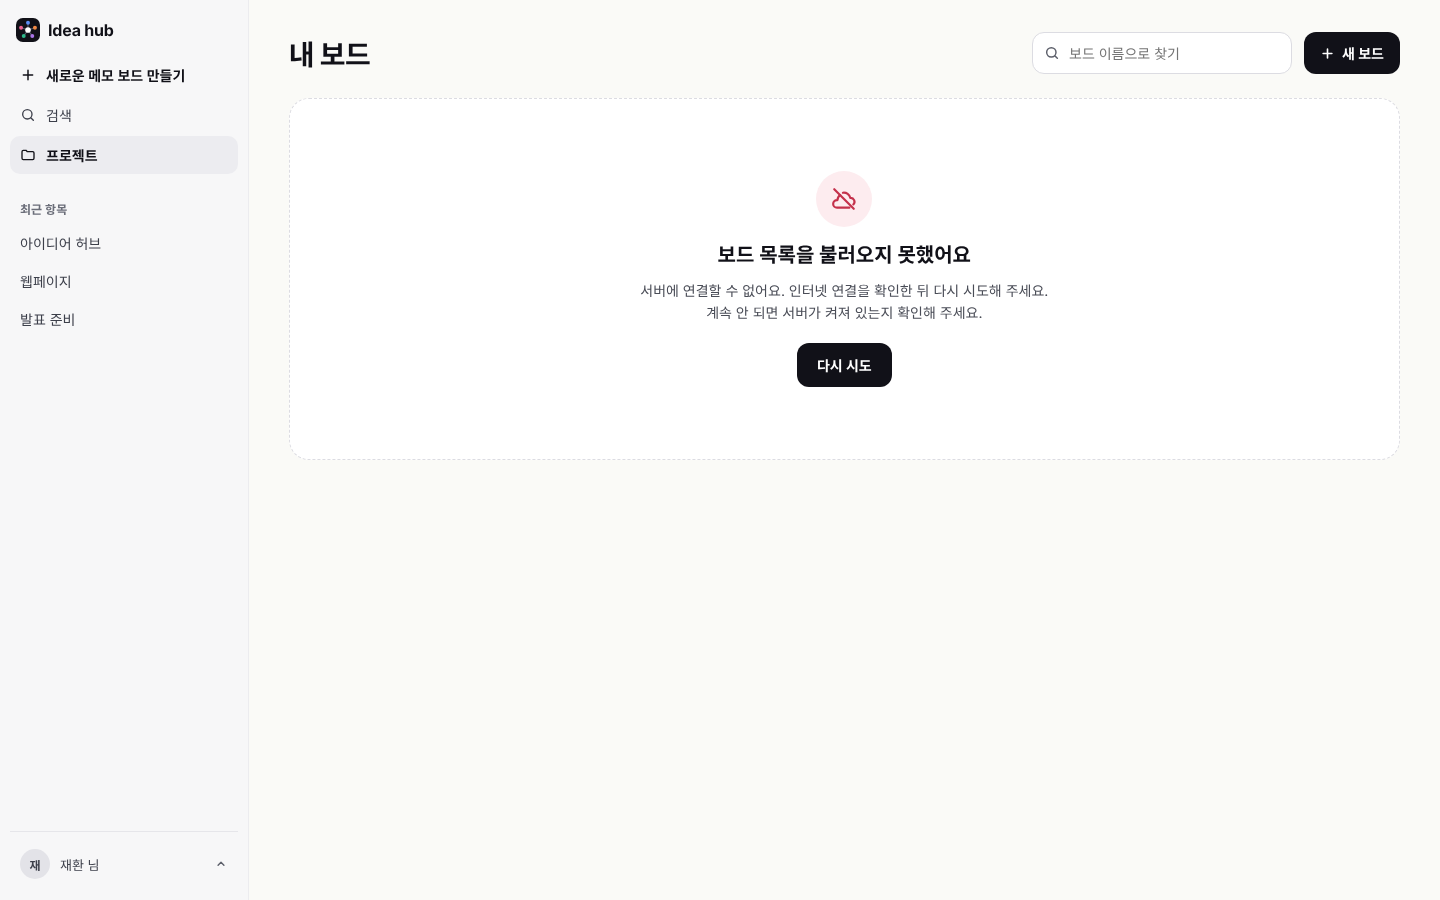 Idea hub
새로운 메모 보드 만들기
검색
프로젝트
최근 항목
아이디어 허브
웹페이지
발표 준비
재
재환 님
내 보드
보드 이름으로 찾기
새 보드
보드 목록을 불러오지 못했어요
서버에 연결할 수 없어요. 인터넷 연결을 확인한 뒤 다시 시도해 주세요.
계속 안 되면 서버가 켜져 있는지 확인해 주세요.
다시 시도